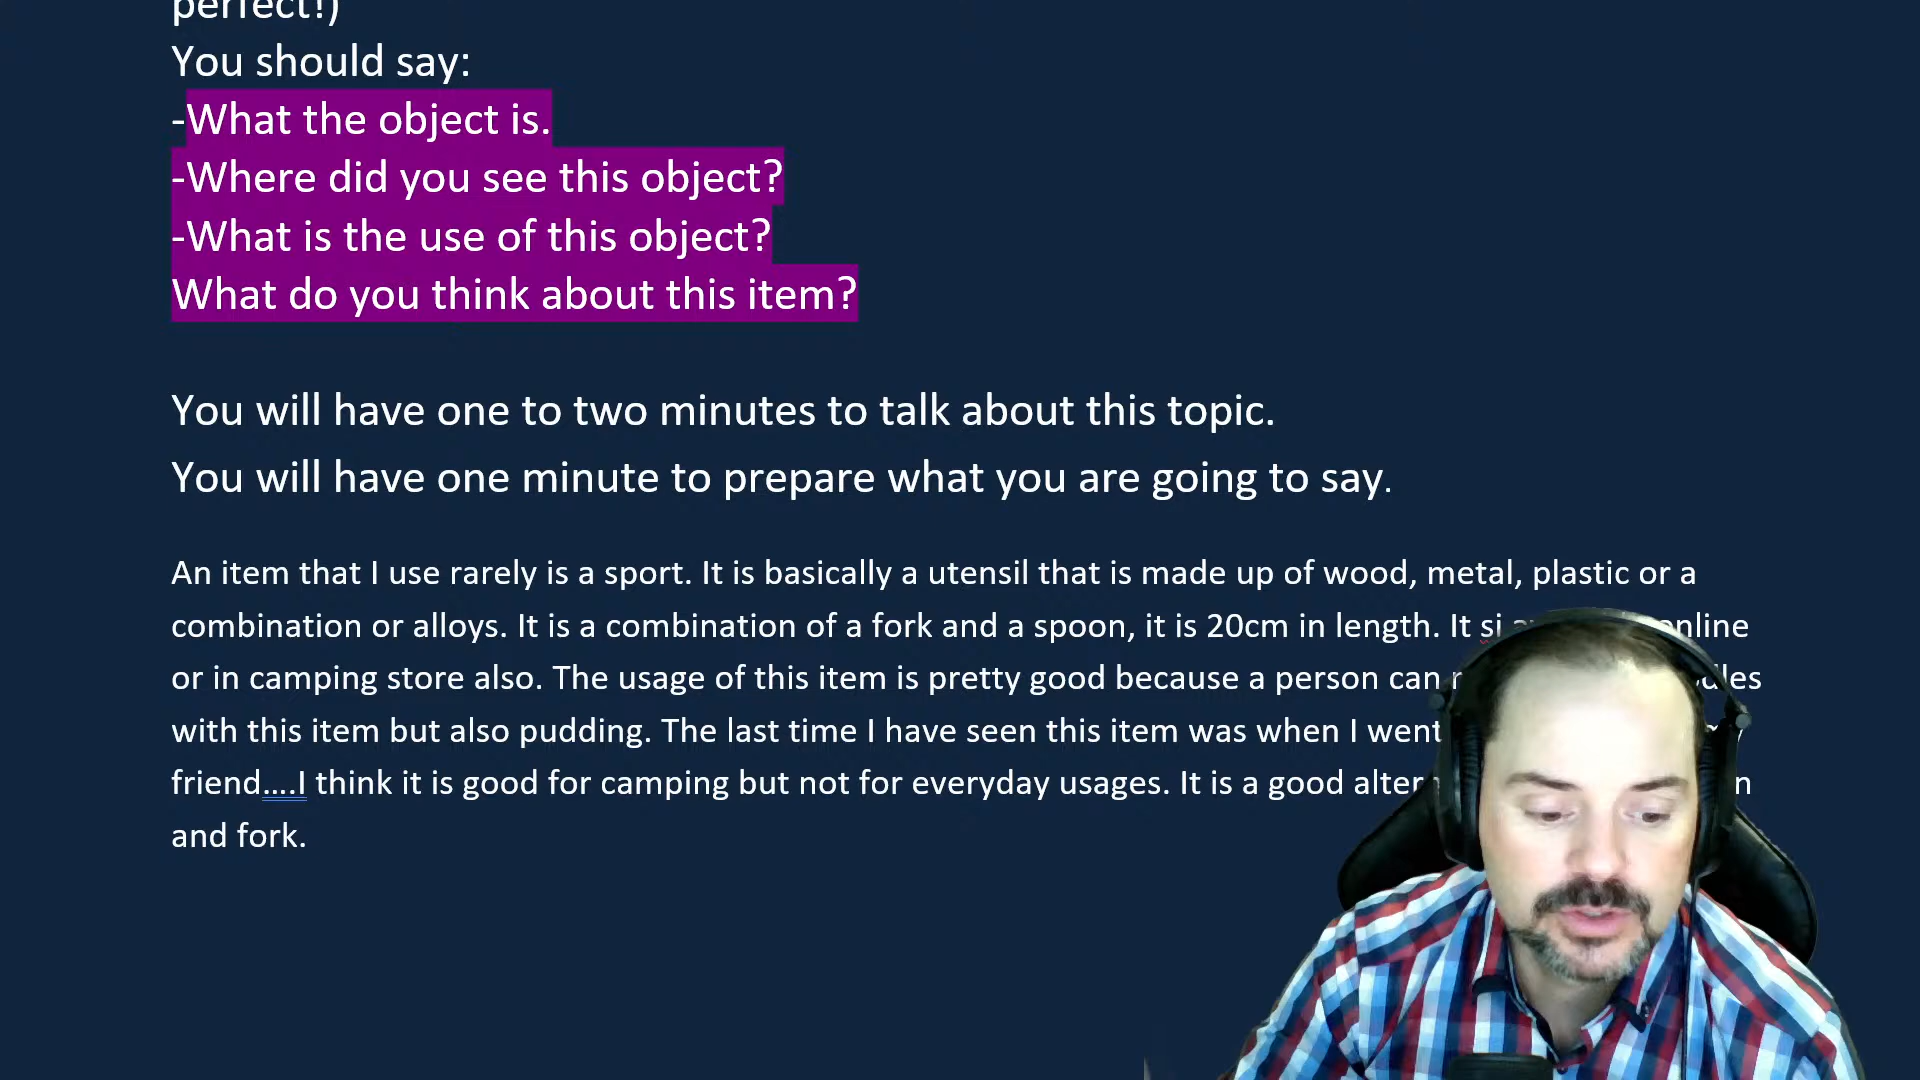 perfect!)
You should say:
-What the object is.
-Where did you see this object?
-What is the use of this object?
What do you think about this item?
You will have one to two minutes to talk about this topic.
You will have one minute to prepare what you are going to say.
An item that I use rarely is a sport. It is basically a utensil that is made up of wood, metal, plastic or a
combination or alloys. It is a combination of a fork and a spoon, it is 20cm in length. It si online
or in camping store also. The usage of this item is pretty good because a person can
with this item but also pudding. The last time I have seen this item was when I went
friend....I think it is good for camping but not for everyday usages. It is a good
and fork.